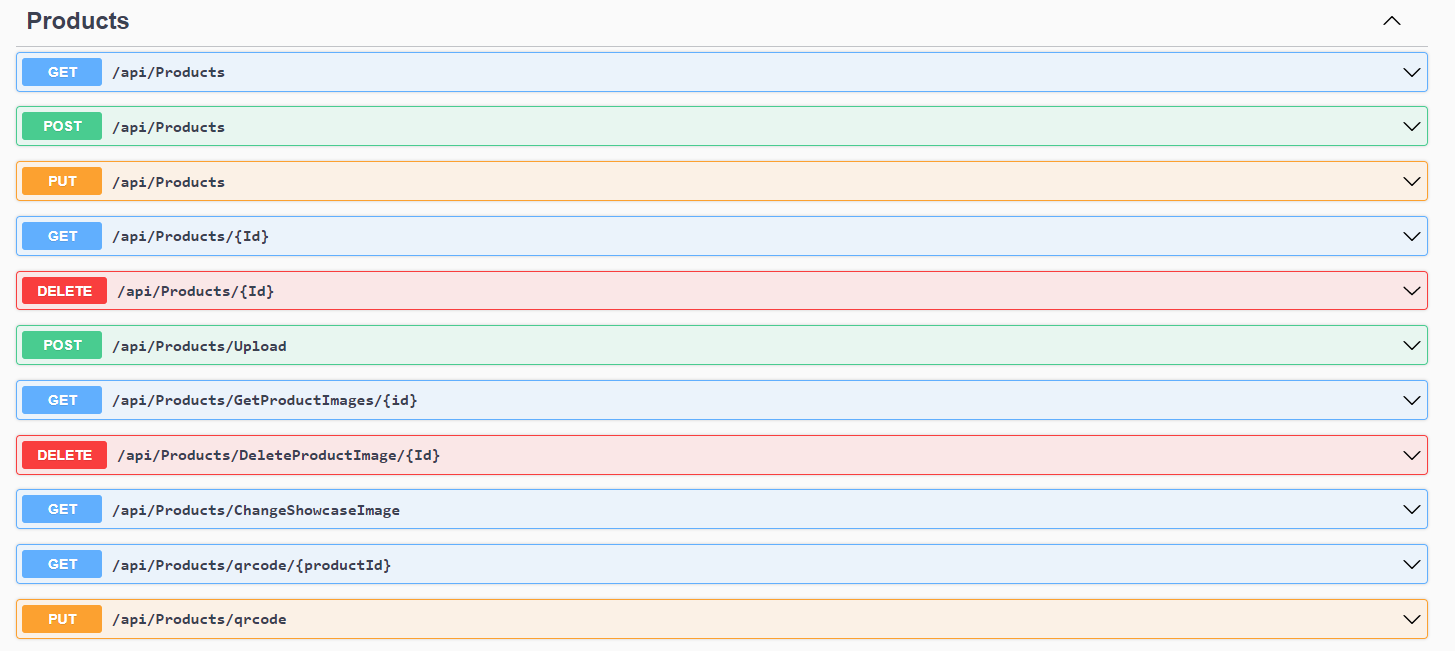 Products
GET /api/Products
POST /api/Products
PUT /api/Products
GET /api/Products/{Id}
DELETE /api/Products/{Id}
POST /api/Products/Upload
GET /api/Products/GetProductImages/{id}
DELETE /api/Products/DeleteProductImage/{Id}
GET /api/Products/ChangeShowcaseImage
GET /api/Products/qrcode/{productId}
PUT /api/Products/qrcode